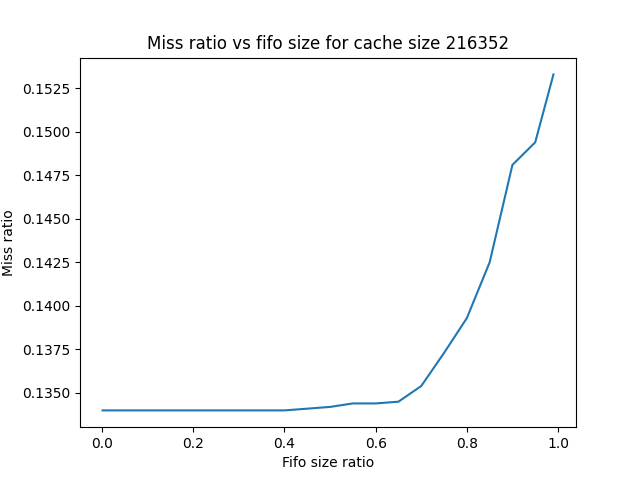 Miss ratio vs fifo size for cache size 216352
0.1525
0.1500
0.1475
0.1450
0.1425
0.1400
0.1375
0.1350
Miss ratio
0.0 0.2 0.4 0.6 0.8 1.0
Fifo size ratio